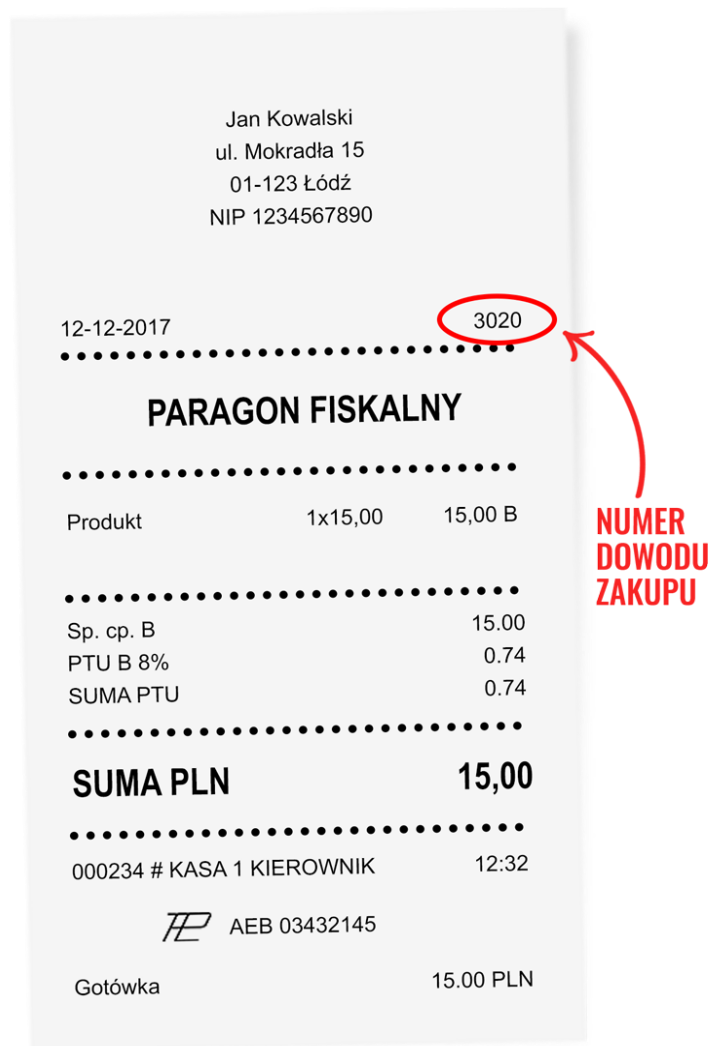 Jan Kowalski
ul. Mokradła 15
01-123 Łódź
NIP 1234567890
12-12-2017 3020
PARAGON FISKALNY
Produkt 1x15,00 15,00 B
Sp. cp. B 15.00
PTU B 8% 0.74
SUMA PTU 0.74
SUMA PLN 15,00
000234 # KASA 1 KIEROWNIK 12:32
AEB 03432145
Gotówka 15.00 PLN
NUMER
DOWODU
ZAKUPU